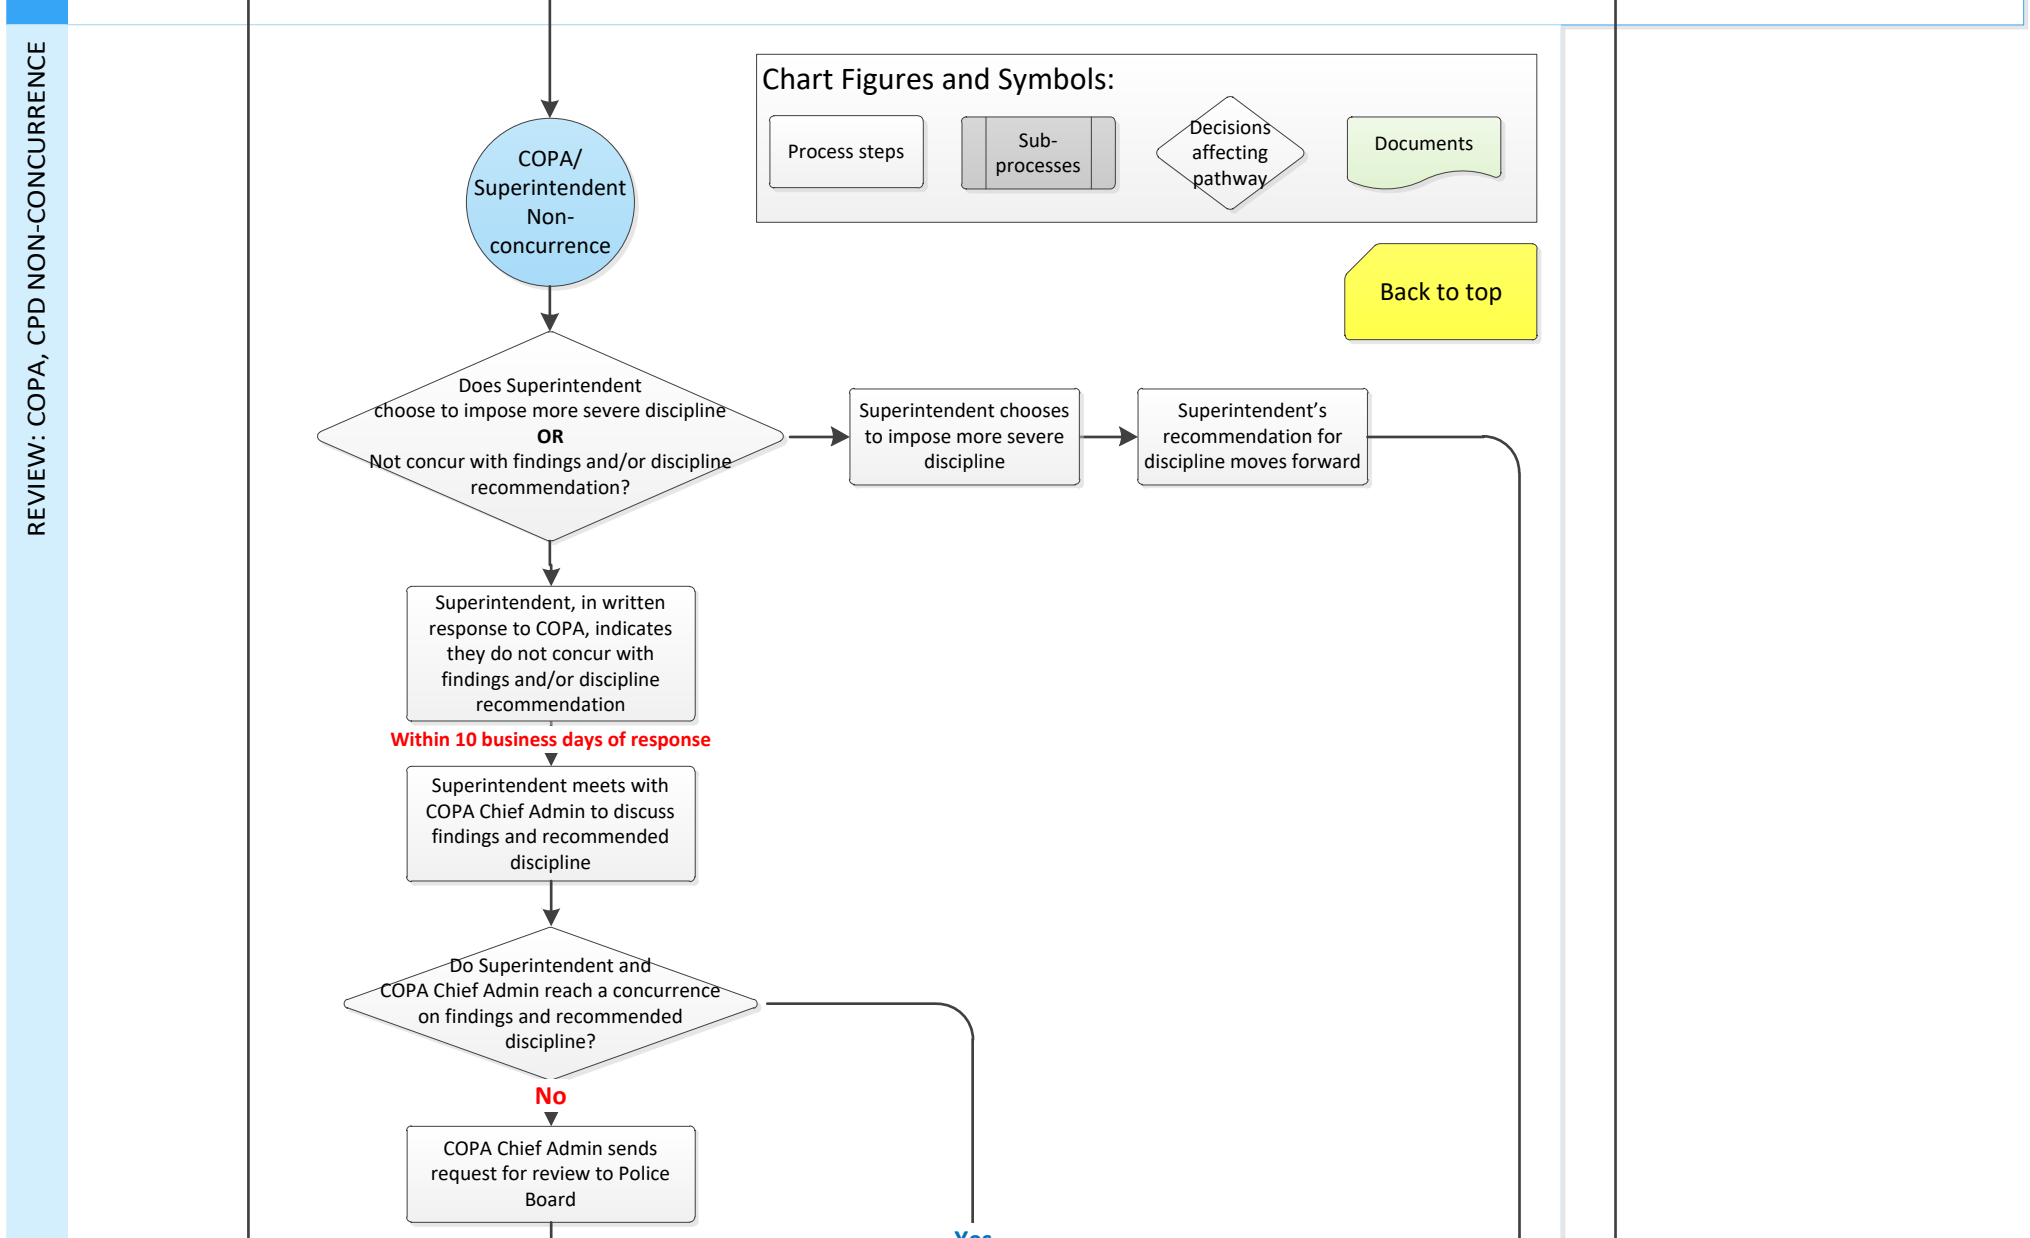 REVIEW: COPA, CPD NON-CONCURRENCE
COPA/
Superintendent
Non-
concurrence
Chart Figures and Symbols:
Process steps
Sub-
processes
Decisions
affecting
pathway
Documents
Back to top
Does Superintendent
choose to impose more severe discipline
OR
Not concur with findings and/or discipline
recommendation?
Superintendent chooses
to impose more severe
discipline
Superintendent’s
recommendation for
discipline moves forward
Superintendent, in written
response to COPA, indicates
they do not concur with
findings and/or discipline
recommendation
Within 10 business days of response
Superintendent meets with
COPA Chief Admin to discuss
findings and recommended
discipline
Do Superintendent and
COPA Chief Admin reach a concurrence
on findings and recommended
discipline?
No
COPA Chief Admin sends
request for review to Police
Board
Yes